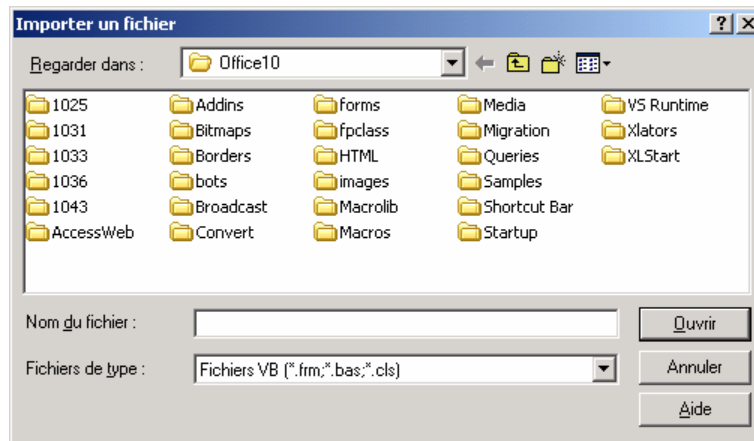 Importer un fichier
Regarder dans :
Office10
1025 Addins forms Media VS Runtime
1031 Bitmaps fpclass Migration Xlators
1033 Borders HTML Queries XLStart
1036 bots images Samples
1043 Broadcast Macrolib Shortcut Bar
AccessWeb Convert Macros Startup
Nom du fichier :
Ouvrir
Fichiers de type :
Fichiers VB (*.frm;*.bas;*.cls)
Annuler
Aide